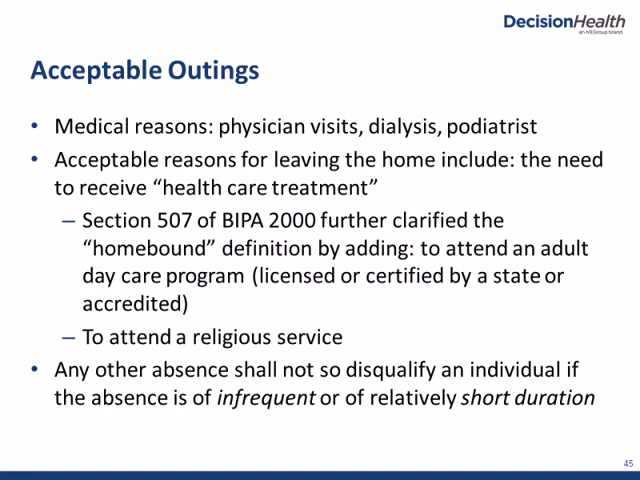 DecisionHealth
an H3.Group brand
Acceptable Outings
• Medical reasons: physician visits, dialysis, podiatrist
• Acceptable reasons for leaving the home include: the need
to receive “health care treatment”
– Section 507 of BIPA 2000 further clarified the
“homebound” definition by adding: to attend an adult
day care program (licensed or certified by a state or
accredited)
– To attend a religious service
• Any other absence shall not so disqualify an individual if
the absence is of infrequent or of relatively short duration
45